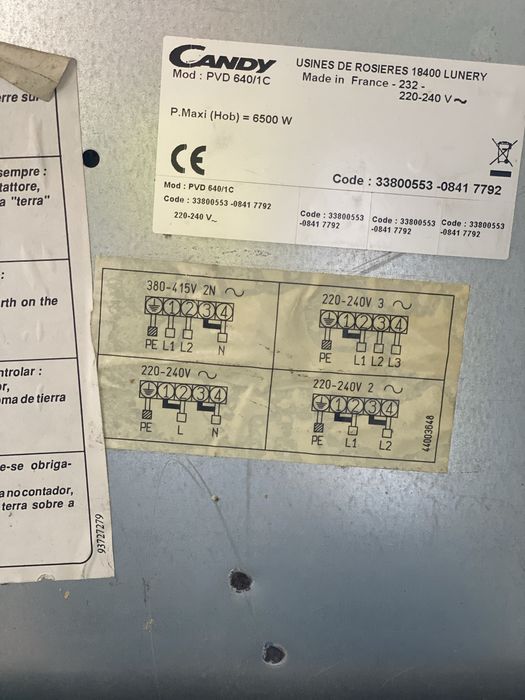 CANDY
Mod : PVD 640/1C
USINES DE ROSIERES 18400 LUNERY
Made in France - 232 -
220-240 V~
P.Maxi (Hob) = 6500 W
CE
Code : 33800553 -0841 7792
Mod : PVD 640/1C
Code : 33800553 -0841 7792
220-240 V~
Code : 33800553
-0841 7792
Code : 33800553
-0841 7792
Code : 33800553
-0841 7792
380-415V 2N ~
1 2 3 4
PE L1 L2 N
220-240V 3 ~
1 2 3 4
PE L1 L2 L3
220-240V ~
1 2 3 4
PE L N
220-240V 2 ~
1 2 3 4
PE L1 L2
44003648
erre sur
sempre :
tattore,
a "terra"
:
rth on the
ntrolar :
or,
ma de terra
e-se obriga-
a no contador,
terra sobre a
93727279